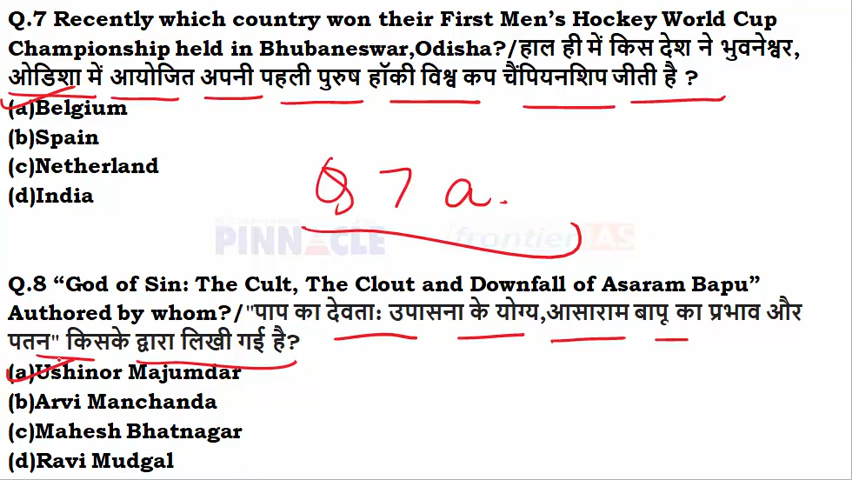 Q.7 Recently which country won their First Men’s Hockey World Cup
Championship held in Bhubaneswar,Odisha?/हाल ही में किस देश ने भुवनेश्वर,
ओडिशा में आयोजित अपनी पहली पुरुष हॉकी विश्व कप चैंपियनशिप जीती है ?
(a)Belgium
(b)Spain
(c)Netherland
(d)India
Q 7 a.
PINNACLE frontier IAS
Q.8 “God of Sin: The Cult, The Clout and Downfall of Asaram Bapu”
Authored by whom?/"पाप का देवता: उपासना के योग्य,आसाराम बापू का प्रभाव और
पतन" किसके द्वारा लिखी गई है?
(a)Ushinor Majumdar
(b)Arvi Manchanda
(c)Mahesh Bhatnagar
(d)Ravi Mudgal